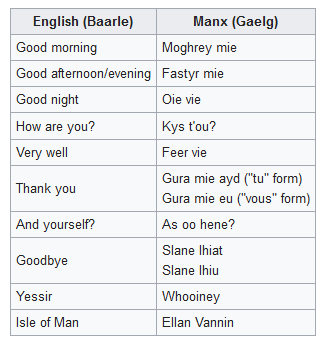 English (Baarle) Manx (Gaelg)
Good morning Moghrey mie
Good afternoon/evening Fastyr mie
Good night Oie vie
How are you? Kys t'ou?
Very well Feer vie
Thank you Gura mie ayd ("tu" form)
Gura mie eu ("vous" form)
And yourself? As oo hene?
Goodbye Slane lhiat
Slane lhiu
Yessir Whooiney
Isle of Man Ellan Vannin